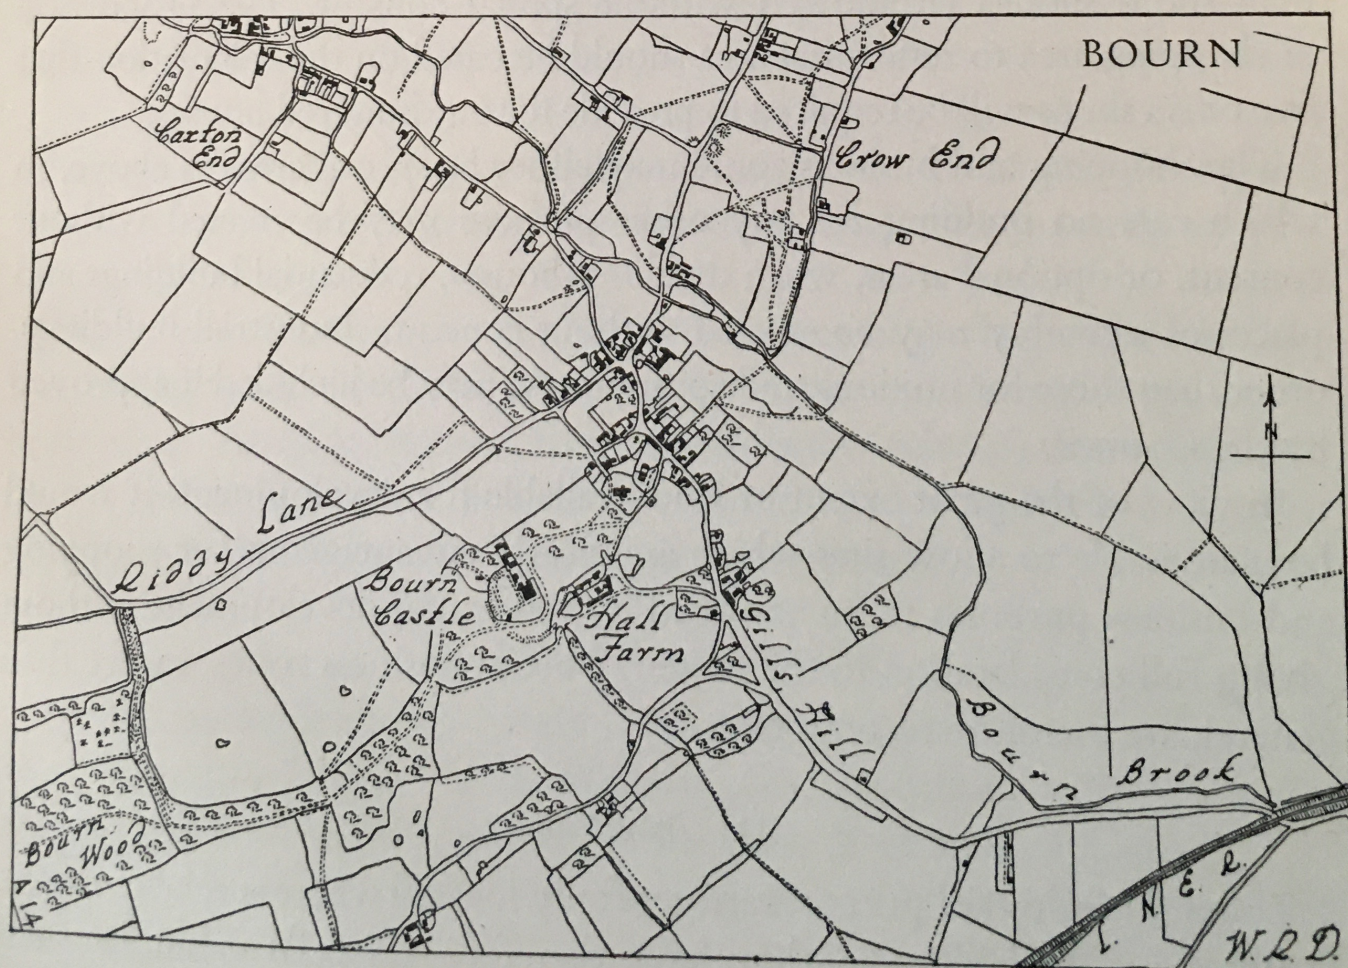 BOURN
Caxton
End
Crow End
N
Riddy Lane
Bourn
Castle
Hall
Farm
Gills Hill
Bourn Brook
Bourn
Wood
A 14
L. N. E. R.
W. R. D.